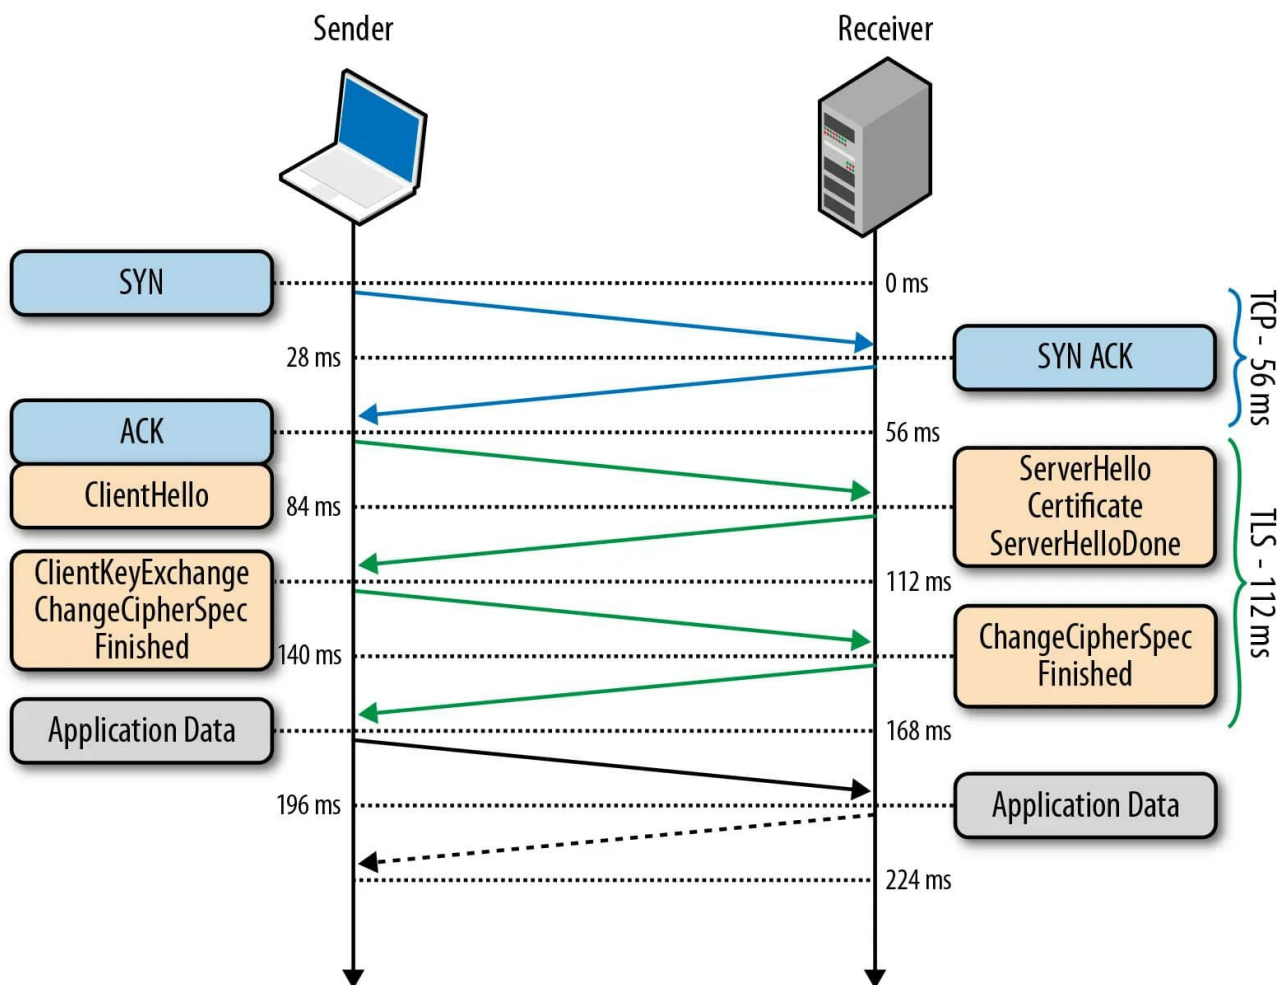 Sender
Receiver
SYN
0 ms
28 ms
SYN ACK
TCP - 56 ms
ACK
56 ms
ClientHello
84 ms
ServerHello
Certificate
ServerHelloDone
TLS - 112 ms
ClientKeyExchange
ChangeCipherSpec
Finished
112 ms
140 ms
ChangeCipherSpec
Finished
Application Data
168 ms
196 ms
Application Data
224 ms